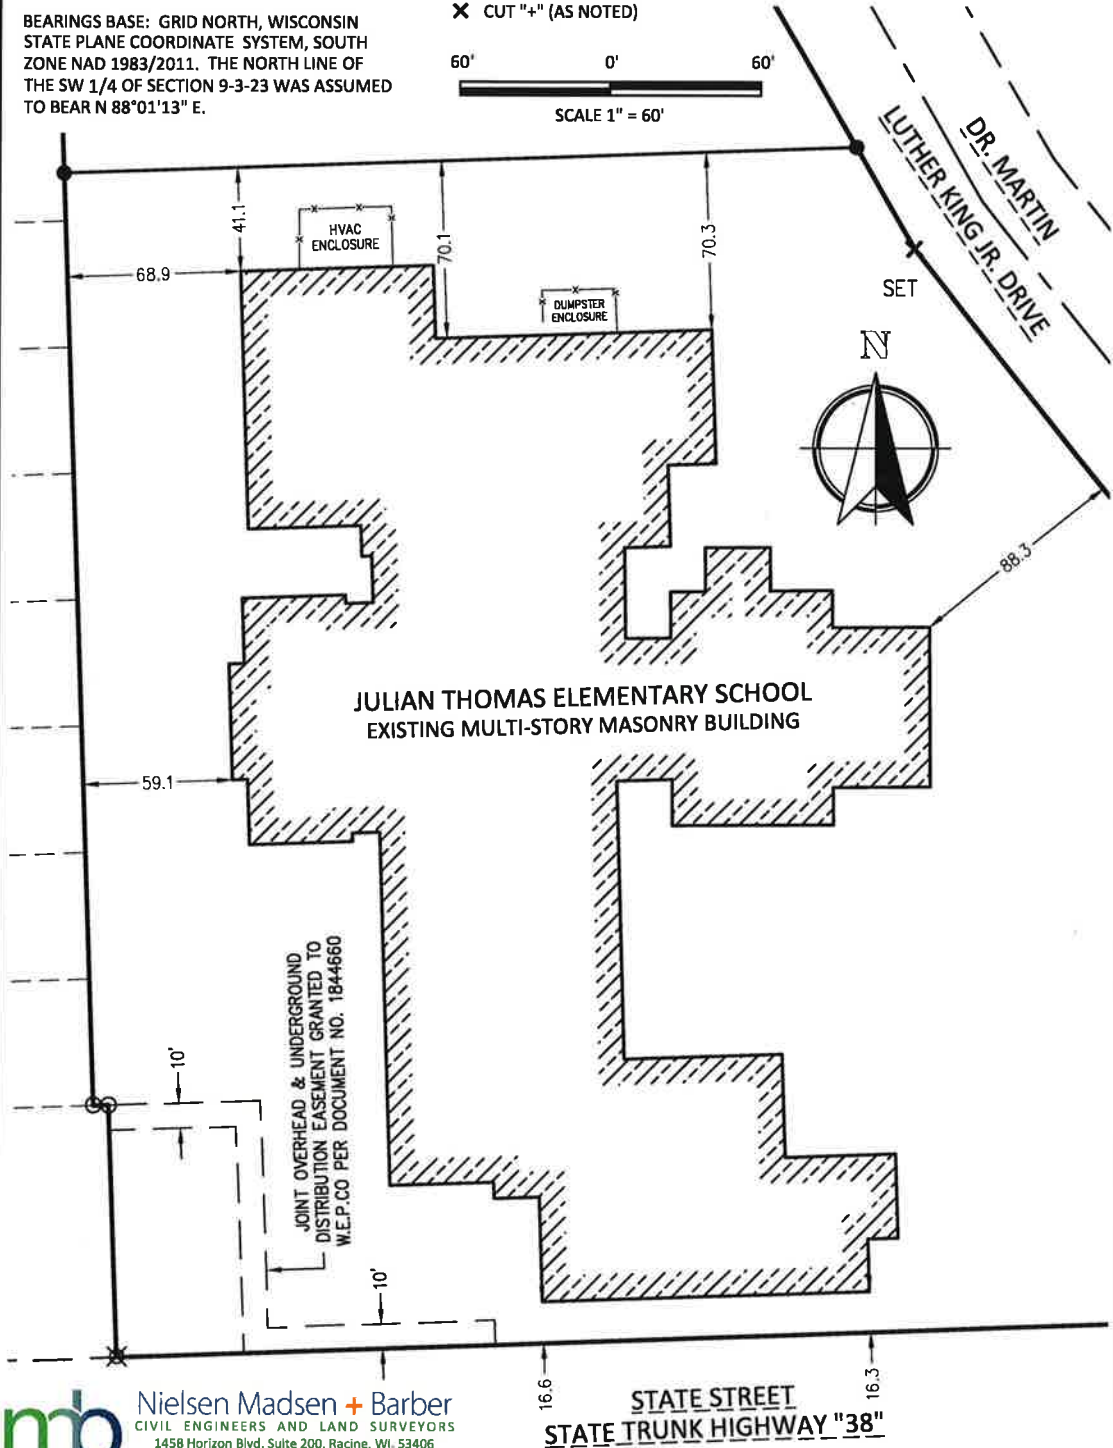 BEARINGS BASE: GRID NORTH, WISCONSIN
STATE PLANE COORDINATE SYSTEM, SOUTH
ZONE NAD 1983/2011. THE NORTH LINE OF
THE SW 1/4 OF SECTION 9-3-23 WAS ASSUMED
TO BEAR N 88°01'13" E.
CUT "+" (AS NOTED)
60'
0'
60'
SCALE 1" = 60'
DR. MARTIN
LUTHER KING JR. DRIVE
41.1
HVAC
ENCLOSURE
70.1
70.3
68.9
DUMPSTER
ENCLOSURE
SET
N
88.3
JULIAN THOMAS ELEMENTARY SCHOOL
EXISTING MULTI-STORY MASONRY BUILDING
59.1
JOINT OVERHEAD & UNDERGROUND
DISTRIBUTION EASEMENT GRANTED TO
W.E.P.CO PER DOCUMENT NO. 1844660
10'
10'
16.6
16.3
STATE STREET
STATE TRUNK HIGHWAY "38"
mb
Nielsen Madsen + Barber
CIVIL ENGINEERS AND LAND SURVEYORS
1458 Horizon Blvd. Suite 200, Racine, WI. 53406